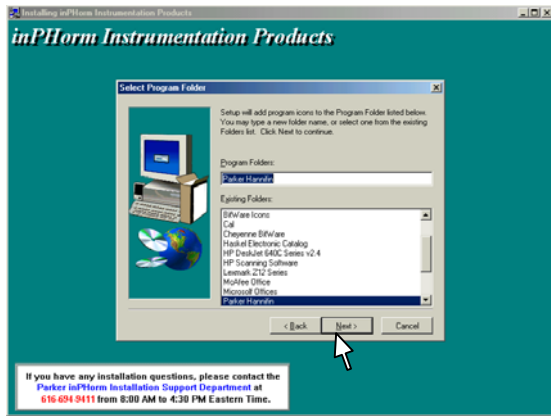 Installing inPHorm Instrumentation Products
inPHorm Instrumentation Products
Select Program Folder
Setup will add program icons to the Program Folder listed below.
You may type a new folder name, or select one from the existing
Folders list. Click Next to continue.
Program Folders:
Parker Hannifin
Existing Folders:
BitWare Icons
Cal
Cheyenne BitWare
Haskel Electronic Catalog
HP DeskJet 640C Series v2.4
HP Scanning Software
Lexmark Z12 Series
McAfee Office
Microsoft Offices
Parker Hannifin
< Back Next > Cancel
If you have any installation questions, please contact the
Parker inPHorm Installation Support Department at
616-694-9411 from 8:00 AM to 4:30 PM Eastern Time.